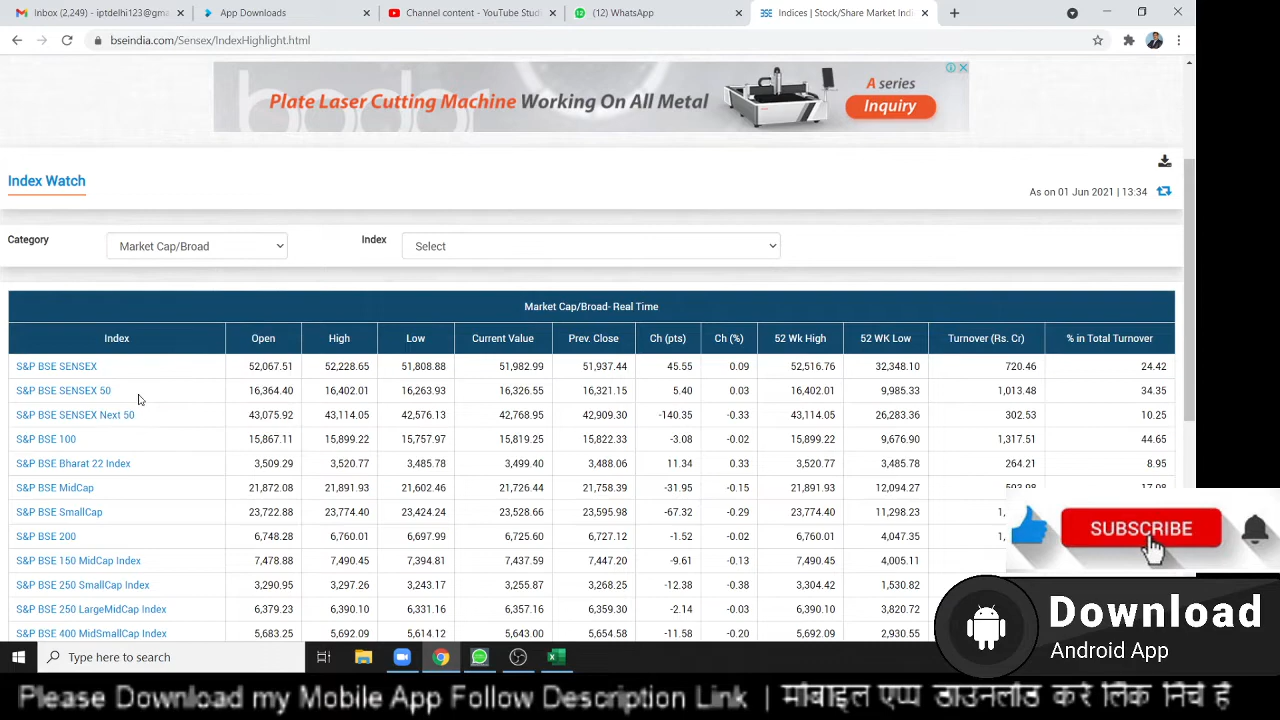 Inbox (2,249) - iptdelhi123@gma
App Downloads
Channel content - YouTube Stud
(12) WhatsApp
BSE Indices | Stock/Share Market Indi
bseindia.com/Sensex/IndexHighlight.html
Plate Laser Cutting Machine Working On All Metal
A series
Inquiry
Index Watch
As on 01 Jun 2021 | 13:34
Category Market Cap/Broad Index Select
Market Cap/Broad- Real Time
Index Open High Low Current Value Prev. Close Ch (pts) Ch (%) 52 Wk High 52 WK Low Turnover (Rs. Cr) % in Total Turnover
S&P BSE SENSEX 52,067.51 52,228.65 51,808.88 51,982.99 51,937.44 45.55 0.09 52,516.76 32,348.10 720.46 24.42
S&P BSE SENSEX 50 16,364.40 16,402.01 16,263.93 16,326.55 16,321.15 5.40 0.03 16,402.01 9,985.33 1,013.48 34.35
S&P BSE SENSEX Next 50 43,075.92 43,114.05 42,576.13 42,768.95 42,909.30 -140.35 -0.33 43,114.05 26,283.36 302.53 10.25
S&P BSE 100 15,867.11 15,899.22 15,757.97 15,819.25 15,822.33 -3.08 -0.02 15,899.22 9,676.90 1,317.51 44.65
S&P BSE Bharat 22 Index 3,509.29 3,520.77 3,485.78 3,499.40 3,488.06 11.34 0.33 3,520.77 3,485.78 264.21 8.95
S&P BSE MidCap 21,872.08 21,891.93 21,602.46 21,726.44 21,758.39 -31.95 -0.15 21,891.93 12,094.27
S&P BSE SmallCap 23,722.88 23,774.40 23,424.24 23,528.66 23,595.98 -67.32 -0.29 23,774.40 11,298.23 1,
S&P BSE 200 6,748.28 6,760.01 6,697.99 6,725.60 6,727.12 -1.52 -0.02 6,760.01 4,047.35 1,
S&P BSE 150 MidCap Index 7,478.88 7,490.45 7,394.81 7,437.59 7,447.20 -9.61 -0.13 7,490.45 4,005.11
S&P BSE 250 SmallCap Index 3,290.95 3,297.26 3,243.17 3,255.87 3,268.25 -12.38 -0.38 3,304.42 1,530.82
S&P BSE 250 LargeMidCap Index 6,379.23 6,390.10 6,331.16 6,357.16 6,359.30 -2.14 -0.03 6,390.10 3,820.72
S&P BSE 400 MidSmallCap Index 5,683.25 5,692.09 5,614.12 5,643.00 5,654.58 -11.58 -0.20 5,692.09 2,930.55
SUBSCRIBE
Download
Android App
Type here to search
Please Download my Mobile App Follow Description Link | मोबाइल एप्प डाउनलोड करे लिंक निचे हैं